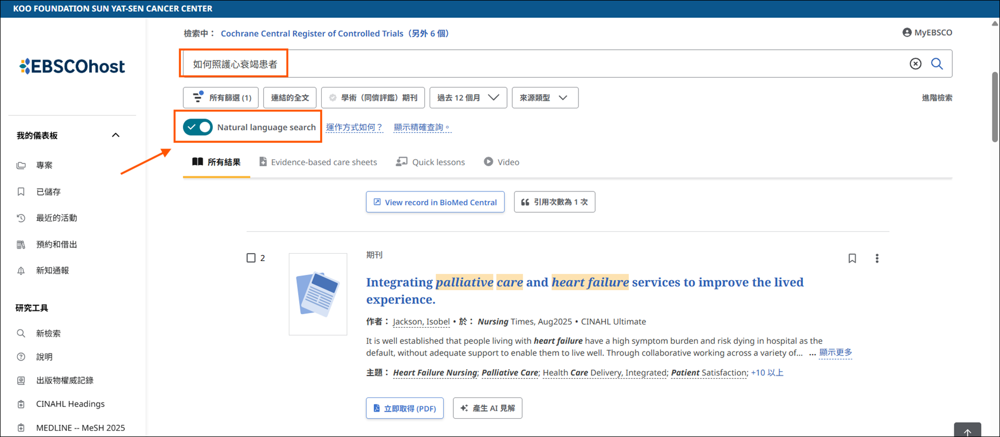 KOO FOUNDATION SUN YAT-SEN CANCER CENTER
檢索中： Cochrane Central Register of Controlled Trials（另外 6 個）
MyEBSCO
EBSCOhost
如何照護心衰竭患者
所有篩選 (1)
連結的全文
學術（同儕評鑑）期刊
過去 12 個月
來源類型
進階檢索
Natural language search
運作方式如何？
顯示精確查詢。
我的儀表板
專案
已儲存
最近的活動
預約和借出
新知通報
研究工具
新檢索
說明
出版物權威記錄
CINAHL Headings
MEDLINE -- MeSH 2025
所有結果
Evidence-based care sheets
Quick lessons
Video
View record in BioMed Central
引用次數為 1 次
2
期刊
Integrating palliative care and heart failure services to improve the lived
experience.
作者： Jackson, Isobel • 於： Nursing Times, Aug2025 • CINAHL Ultimate
It is well established that people living with heart failure have a high symptom burden and risk dying in hospital as the
default, without adequate support to enable them to live well. Through collaborative working across a variety of... ... 顯示更多
主題： Heart Failure Nursing; Palliative Care; Health Care Delivery, Integrated; Patient Satisfaction; +10 以上
立即取得 (PDF)
產生 AI 見解